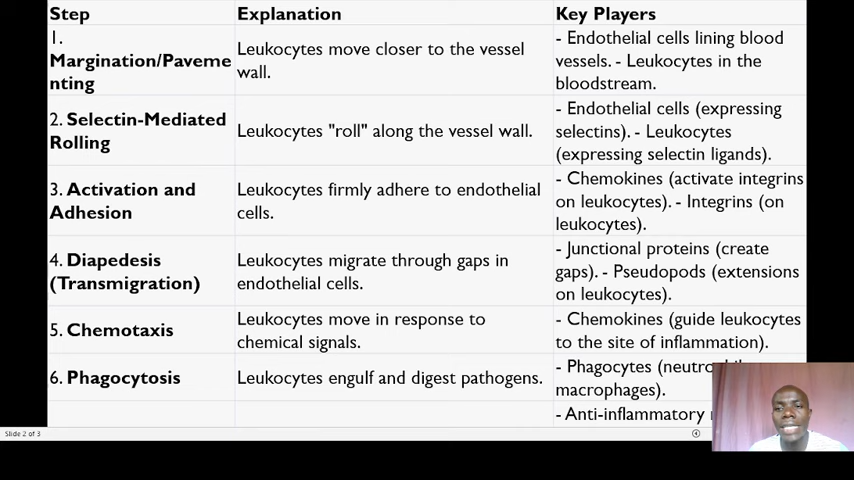 Step
Explanation
Key Players
1.
Margination/Paveme
nting
Leukocytes move closer to the vessel
wall.
- Endothelial cells lining blood
vessels. - Leukocytes in the
bloodstream.
2. Selectin-Mediated
Rolling
Leukocytes "roll" along the vessel wall.
- Endothelial cells (expressing
selectins). - Leukocytes
(expressing selectin ligands).
3. Activation and
Adhesion
Leukocytes firmly adhere to endothelial
cells.
- Chemokines (activate integrins
on leukocytes). - Integrins (on
leukocytes).
4. Diapedesis
(Transmigration)
Leukocytes migrate through gaps in
endothelial cells.
- Junctional proteins (create
gaps). - Pseudopods (extensions
on leukocytes).
5. Chemotaxis
Leukocytes move in response to
chemical signals.
- Chemokines (guide leukocytes
to the site of inflammation).
6. Phagocytosis
Leukocytes engulf and digest pathogens.
- Phagocytes
macrophages).
- Anti-inflammatory
Slide 2 of 3